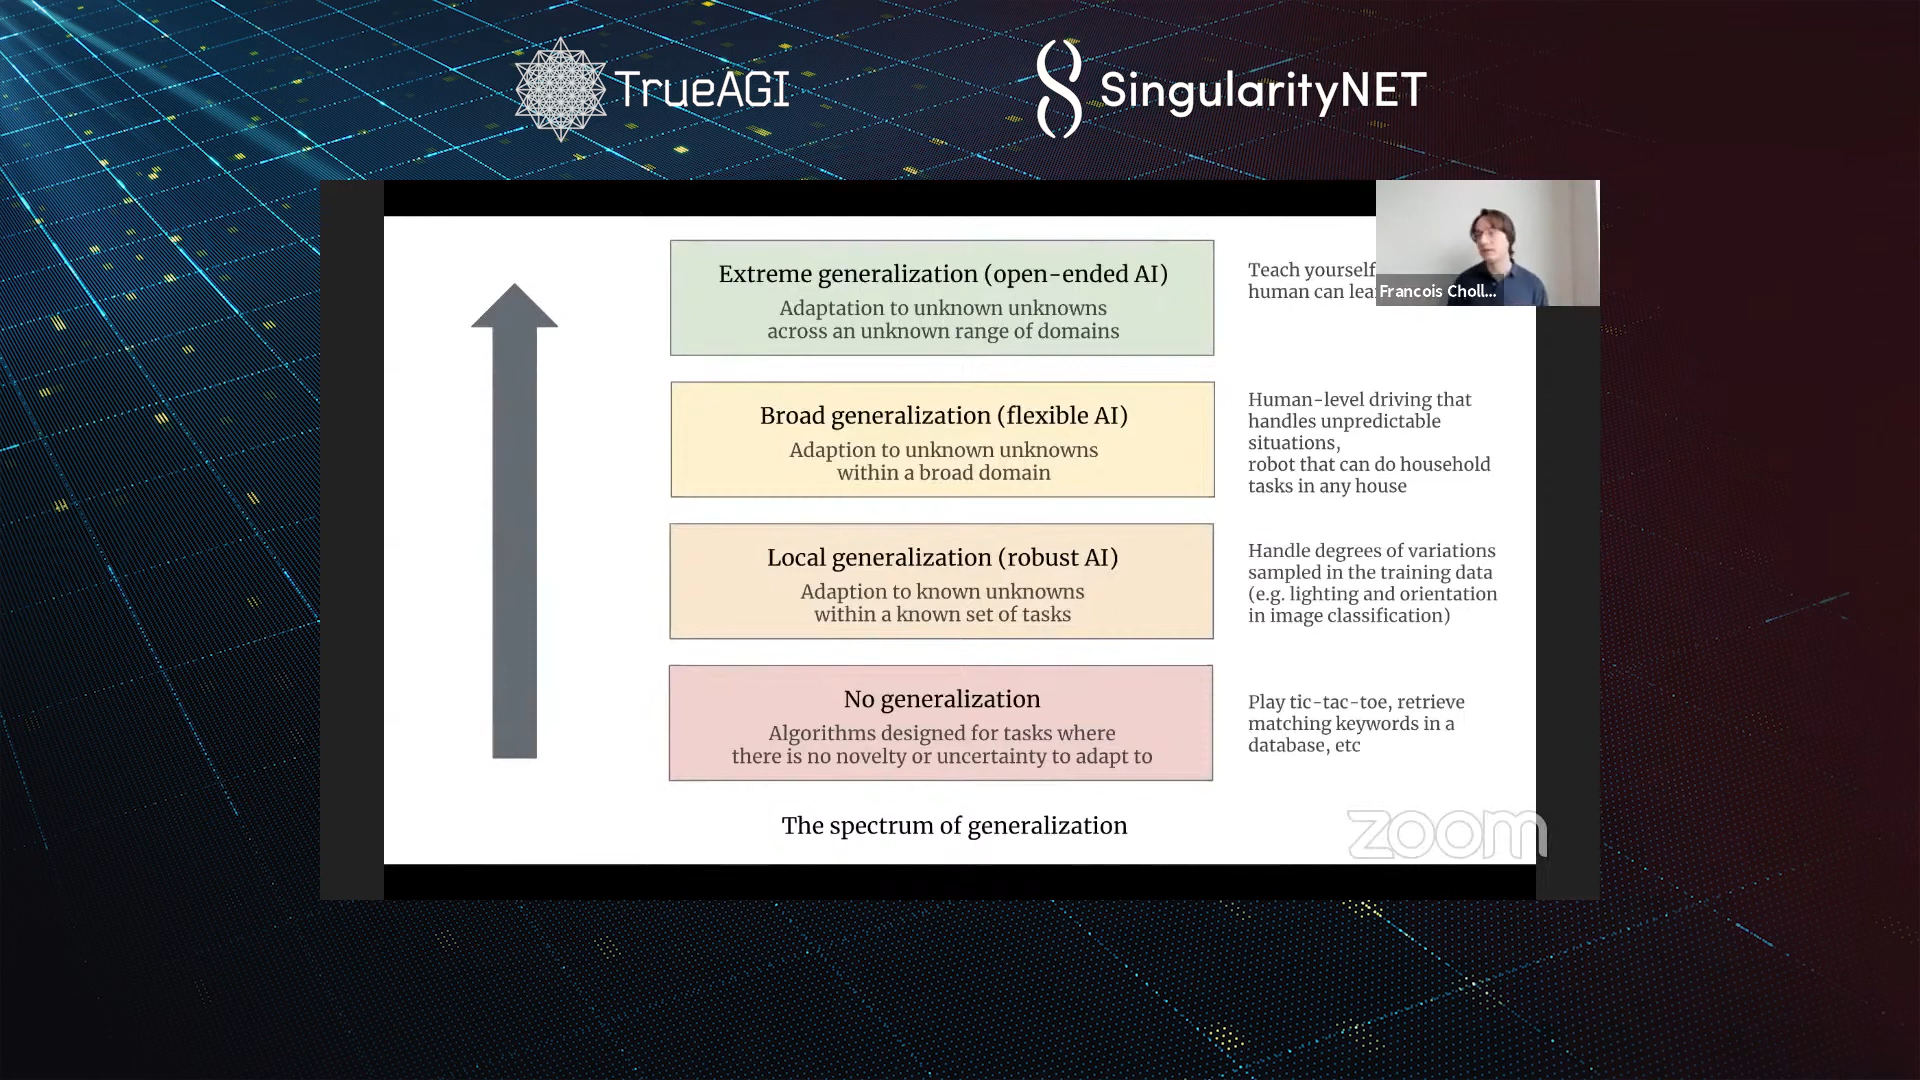 TrueAGI
SingularityNET
Extreme generalization (open-ended AI)
Adaptation to unknown unknowns
across an unknown range of domains
Teach yourself
human can
Francois Choll...
Broad generalization (flexible AI)
Adaption to unknown unknowns
within a broad domain
Human-level driving that
handles unpredictable
situations,
robot that can do household
tasks in any house
Local generalization (robust AI)
Adaption to known unknowns
within a known set of tasks
Handle degrees of variations
sampled in the training data
(e.g. lighting and orientation
in image classification)
No generalization
Algorithms designed for tasks where
there is no novelty or uncertainty to adapt to
Play tic-tac-toe, retrieve
matching keywords in a
database, etc
The spectrum of generalization
zoom